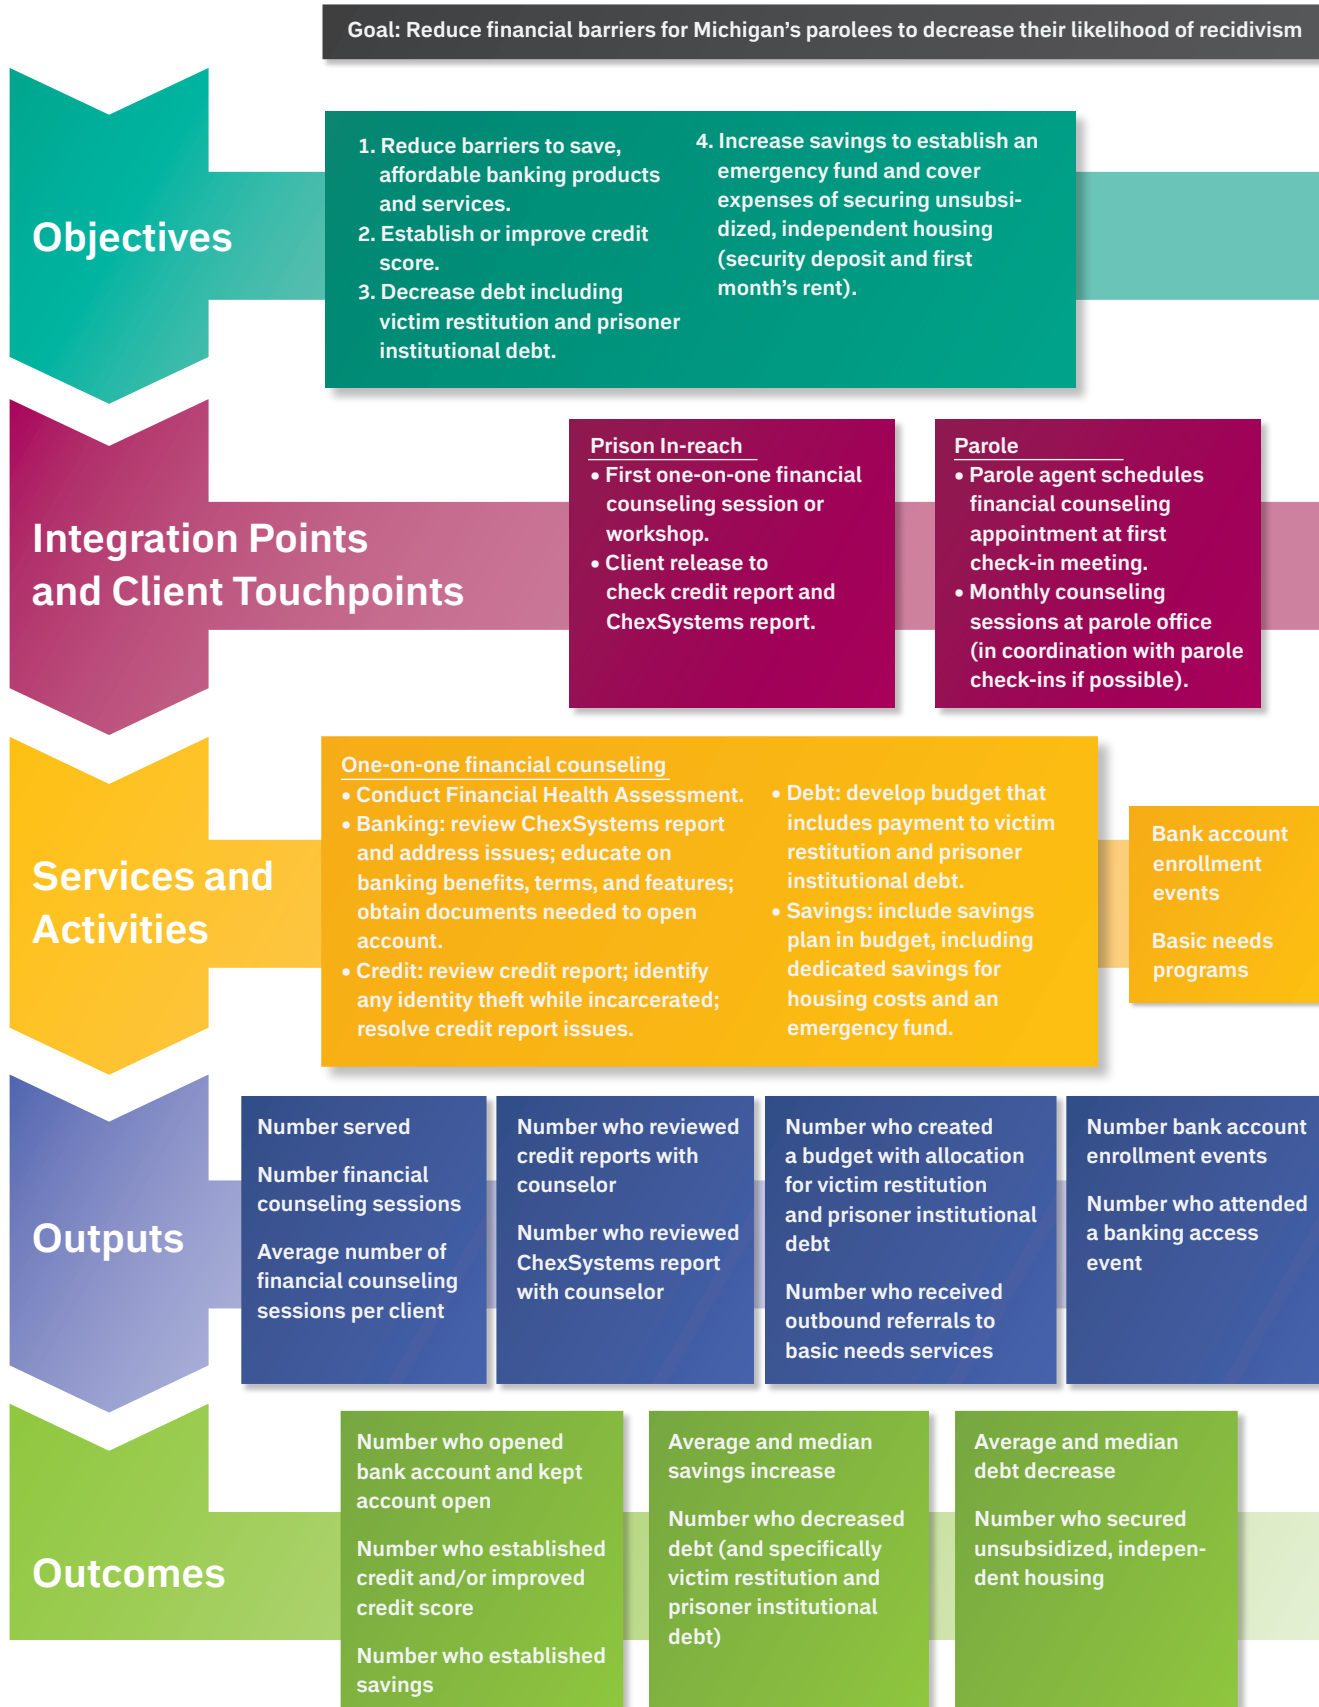 Goal: Reduce financial barriers for Michigan's parolees to decrease their likelihood of recidivism
Objectives
1. Reduce barriers to save,
affordable banking products
and services.
2. Establish or improve credit
score.
3. Decrease debt including
victim restitution and prisoner
institutional debt.
4. Increase savings to establish an
emergency fund and cover
expenses of securing unsubsi-
dized, independent housing
(security deposit and first
month's rent).
Integration Points
and Client Touchpoints
Prison In-reach
• First one-on-one financial
counseling session or
workshop.
• Client release to
check credit report and
ChexSystems report.
Parole
• Parole agent schedules
financial counseling
appointment at first
check-in meeting.
• Monthly counseling
sessions at parole office
(in coordination with parole
check-ins if possible).
Services and
Activities
One-on-one financial counseling
• Conduct Financial Health Assessment.
• Banking: review ChexSystems report
and address issues; educate on
banking benefits, terms, and features;
obtain documents needed to open
account.
• Credit: review credit report; identify
any identity theft while incarcerated;
resolve credit report issues.
• Debt: develop budget that
includes payment to victim
restitution and prisoner
institutional debt.
• Savings: include savings
plan in budget, including
dedicated savings for
housing costs and an
emergency fund.
Bank account
enrollment
events
Basic needs
programs
Outputs
Number served
Number financial
counseling sessions
Average number of
financial counseling
sessions per client
Number who reviewed
credit reports with
counselor
Number who reviewed
ChexSystems report
with counselor
Number who created
a budget with allocation
for victim restitution
and prisoner institutional
debt
Number who received
outbound referrals to
basic needs services
Number bank account
enrollment events
Number who attended
a banking access
event
Outcomes
Number who opened
bank account and kept
account open
Number who established
credit and/or improved
credit score
Number who established
savings
Average and median
savings increase
Number who decreased
debt (and specifically
victim restitution and
prisoner institutional
debt)
Average and median
debt decrease
Number who secured
unsubsidized, indepen-
dent housing